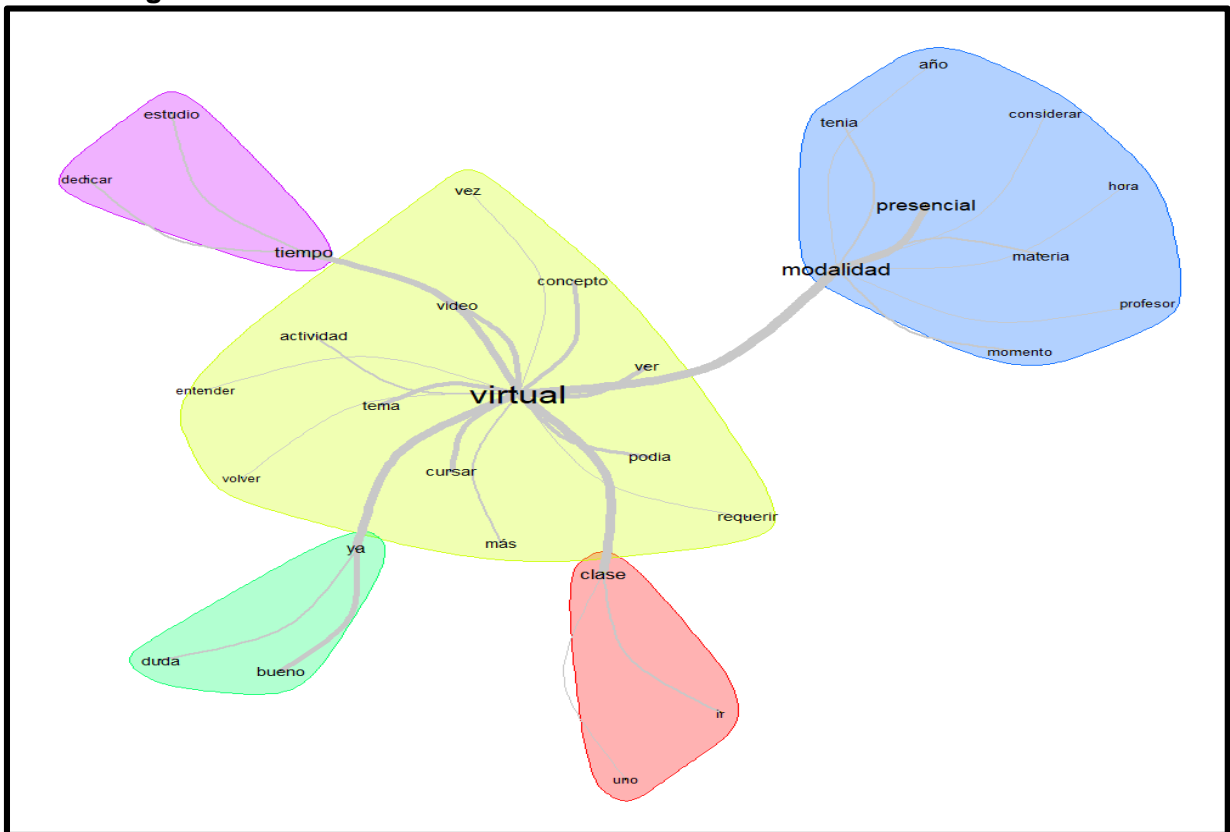 año
estudio
considerar
tenia
dedicar
hora
vez
presencial
tiempo
materia
modalidad
concepto
video
profesor
actividad
momento
ver
entender
virtual
tema
podia
cursar
volver
requerir
más
ya
clase
duda
bueno
ir
uno